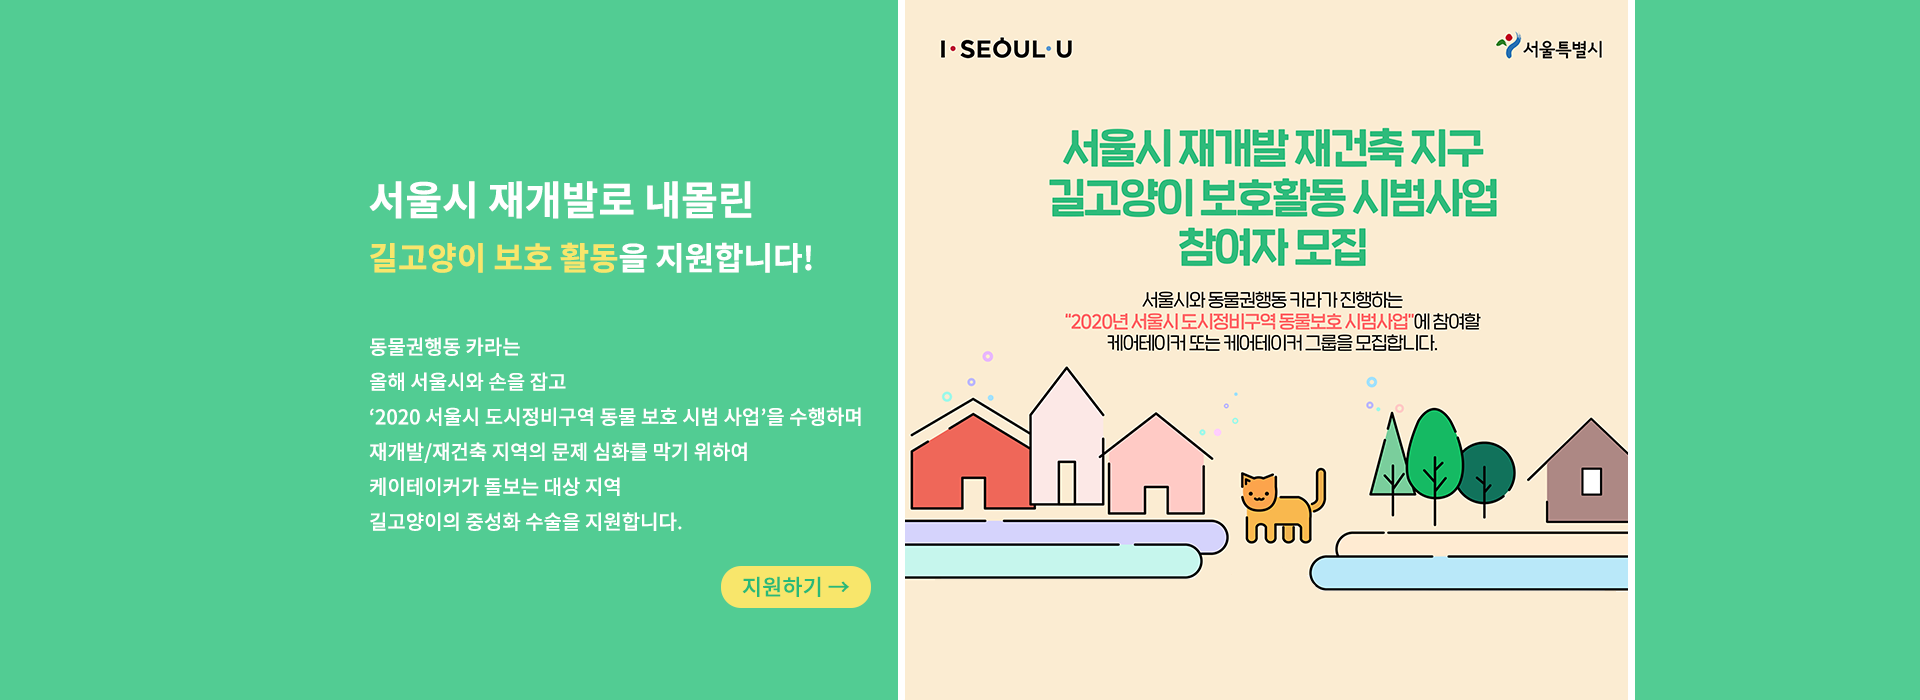 서울시 재개발로 내몰린
길고양이 보호 활동을 지원합니다!
동물권행동 카라는
올해 서울시와 손을 잡고
‘2020 서울시 도시정비구역 동물 보호 시범 사업’을 수행하며
재개발/재건축 지역의 문제 심화를 막기 위하여
케이테이커가 돌보는 대상 지역
길고양이의 중성화 수술을 지원합니다.
지원하기 →
I·SEOUL·U
서울특별시
서울시 재개발 재건축 지구
길고양이 보호활동 시범사업
참여자 모집
서울시와 동물권행동 카라가 진행하는
"2020년 서울시 도시정비구역 동물보호 시범사업"에 참여할
케어테이커 또는 케어테이커 그룹을 모집합니다.